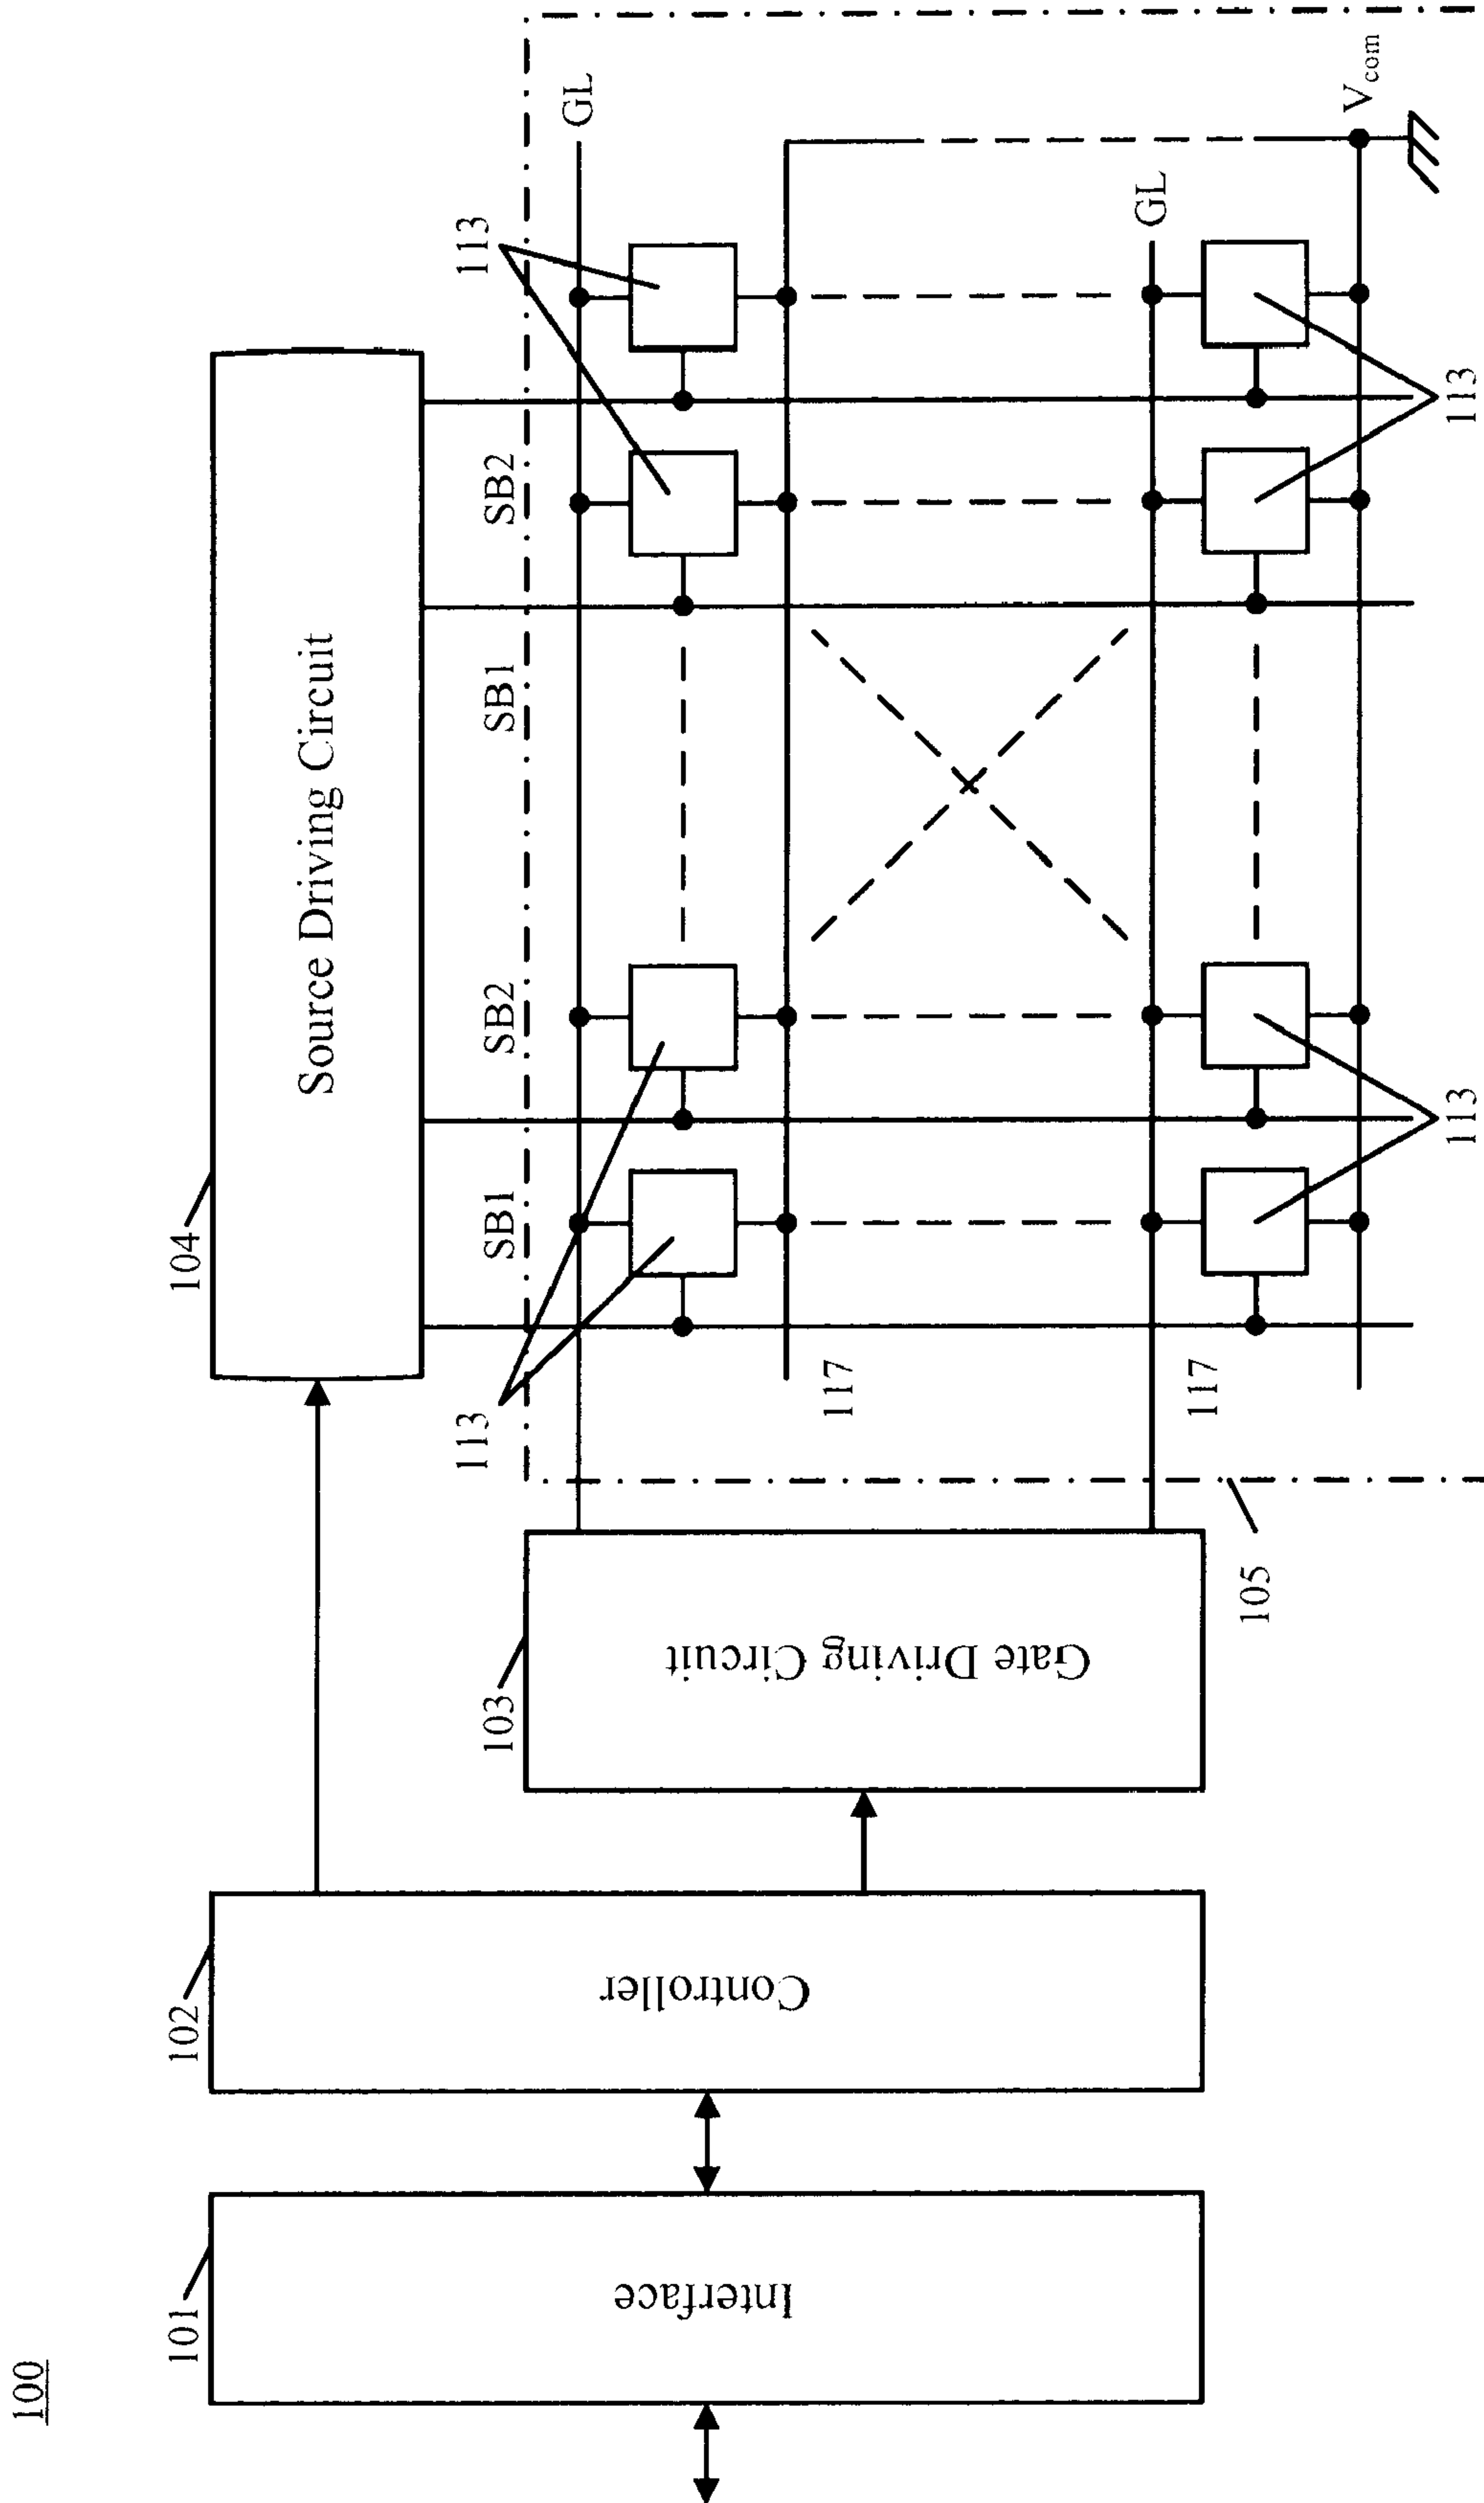 100
101
Interface
102
Controller
103
Gate Driving Circuit
104
Source Driving Circuit
SB1
SB2
SB1
SB2
113
113
GL
117
GL
117
105
113
113
Vcom